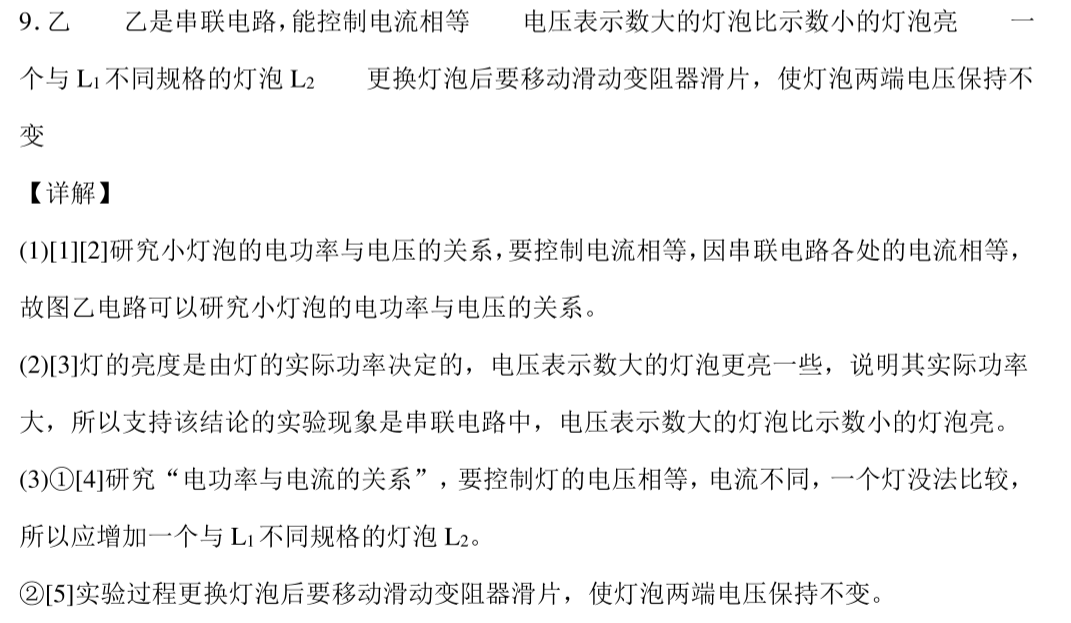 9. 乙 乙是串联电路,能控制电流相等 电压表示数大的灯泡比示数小的灯泡亮 一
个与 L₁ 不同规格的灯泡 L₂ 更换灯泡后要移动滑动变阻器滑片，使灯泡两端电压保持不
变
【详解】
(1)[1][2]研究小灯泡的电功率与电压的关系,要控制电流相等,因串联电路各处的电流相等，
故图乙电路可以研究小灯泡的电功率与电压的关系。
(2)[3]灯的亮度是由灯的实际功率决定的，电压表示数大的灯泡更亮一些，说明其实际功率
大，所以支持该结论的实验现象是串联电路中，电压表示数大的灯泡比示数小的灯泡亮。
(3)①[4]研究“电功率与电流的关系”,要控制灯的电压相等,电流不同,一个灯没法比较，
所以应增加一个与 L₁ 不同规格的灯泡 L₂。
②[5]实验过程更换灯泡后要移动滑动变阻器滑片，使灯泡两端电压保持不变。